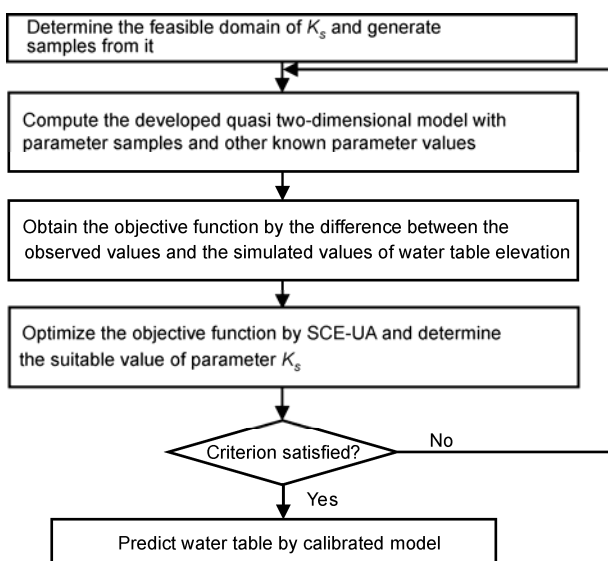 Determine the feasible domain of Ks and generate
samples from it
Compute the developed quasi two-dimensional model with
parameter samples and other known parameter values
Obtain the objective function by the difference between the
observed values and the simulated values of water table elevation
Optimize the objective function by SCE-UA and determine
the suitable value of parameter Ks
Criterion satisfied?
No
Yes
Predict water table by calibrated model